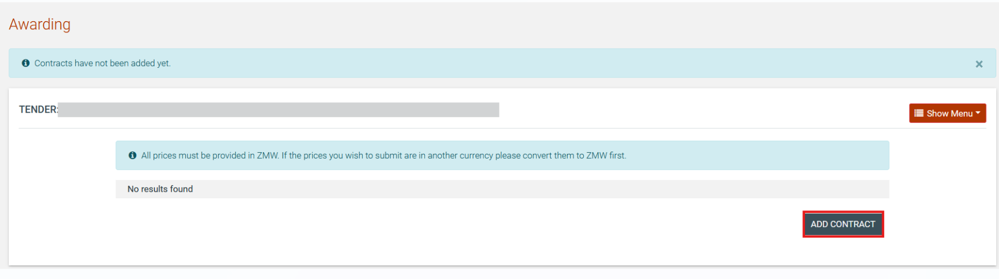 Awarding
Contracts have not been added yet.
×
TENDER:
Show Menu
All prices must be provided in ZMW. If the prices you wish to submit are in another currency please convert them to ZMW first.
No results found
ADD CONTRACT